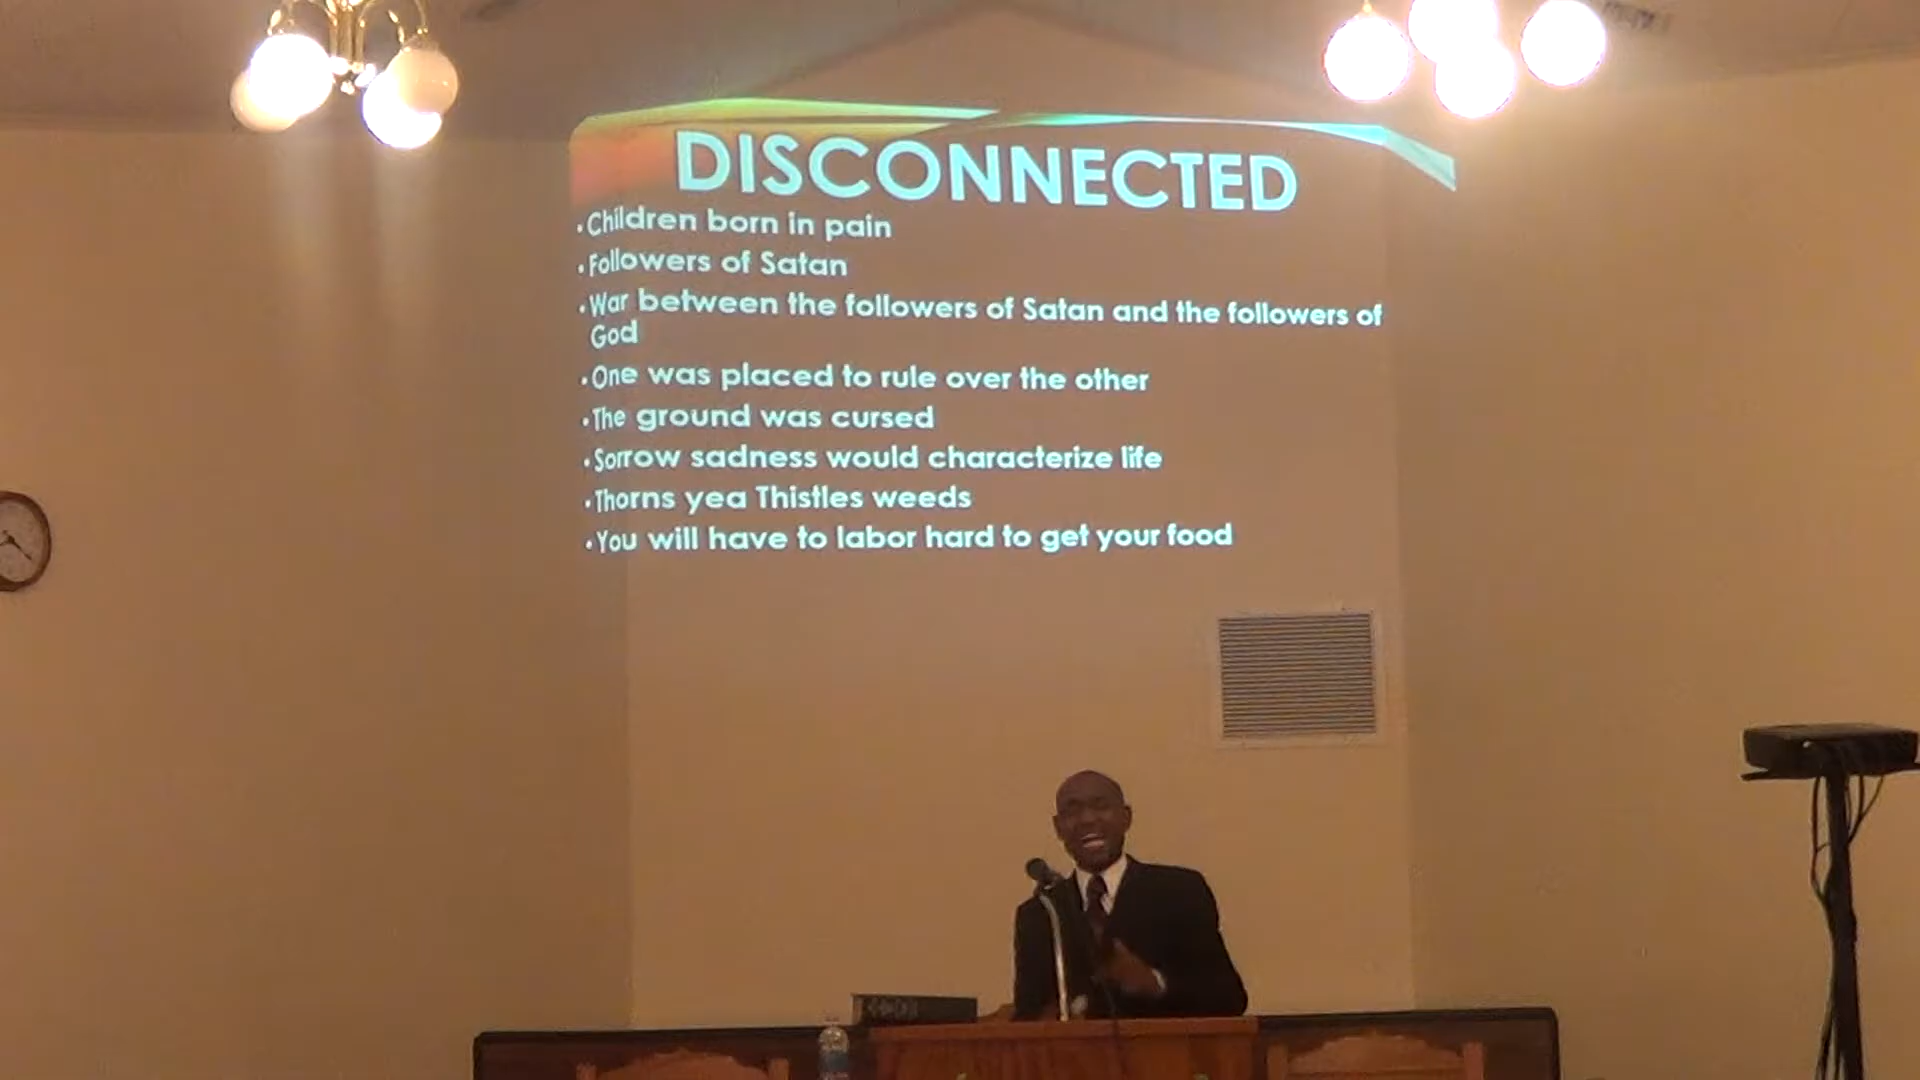 DISCONNECTED
•Children born in pain
•Followers of Satan
•War between the followers of Satan and the followers of
God
•One was placed to rule over the other
•The ground was cursed
•Sorrow sadness would characterize life
•Thorns yea Thistles weeds
•You will have to labor hard to get your food